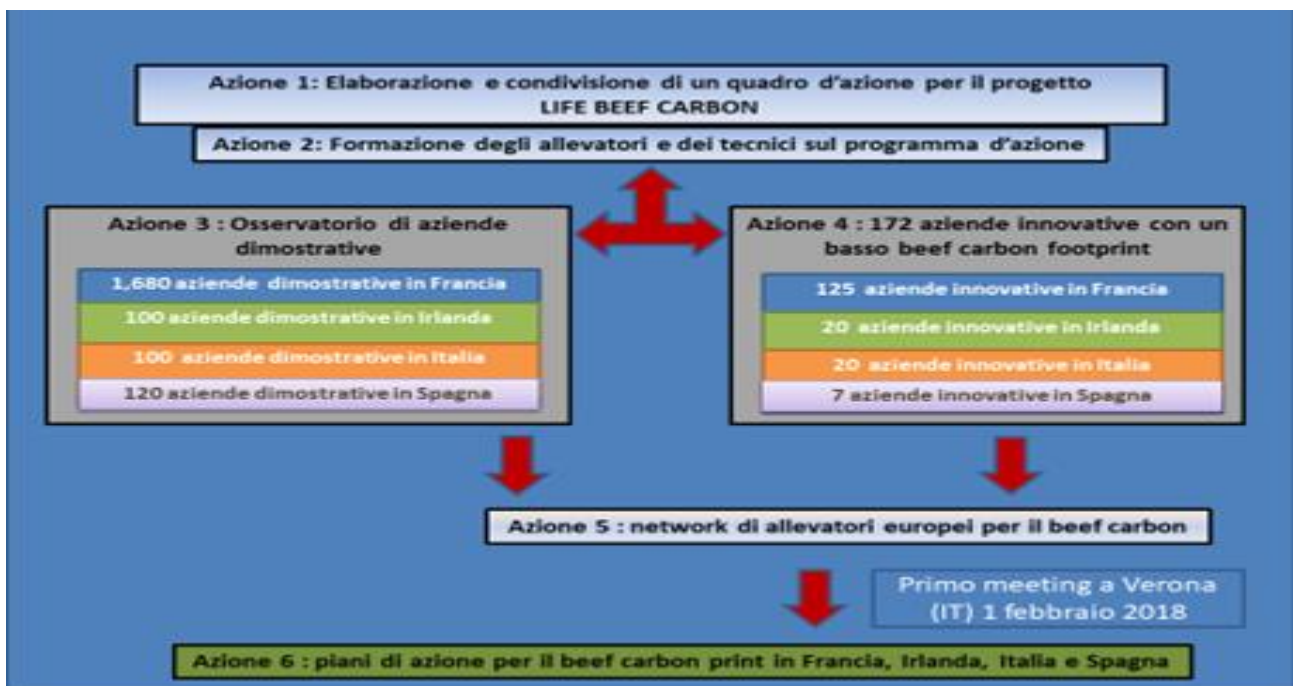 Azione 1: Elaborazione e condivisione di un quadro d'azione per il progetto
LIFE BEEF CARBON
Azione 2: Formazione degli allevatori e dei tecnici sul programma d'azione
Azione 3 : Osservatorio di aziende
dimostrative
1,680 aziende dimostrative in Francia
100 aziende dimostrative in Irlanda
100 aziende dimostrative in Italia
120 aziende dimostrative in Spagna
Azione 4 : 172 aziende innovative con un
basso beef carbon footprint
125 aziende innovative in Francia
20 aziende innovative in Irlanda
20 aziende innovative in Italia
7 aziende innovative in Spagna
Azione 5 : network di allevatori europei per il beef carbon
Primo meeting a Verona
(IT) 1 febbraio 2018
Azione 6 : piani di azione per il beef carbon print in Francia, Irlanda, Italia e Spagna